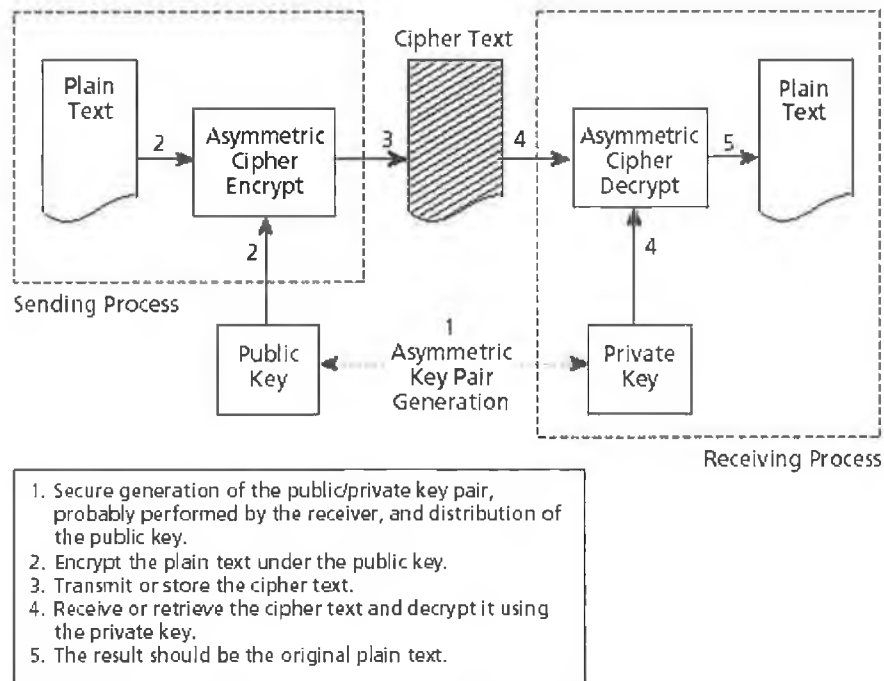 Cipher Text
Plain
Text
2
Asymmetric
Cipher
Encrypt
3
4
Asymmetric
Cipher
Decrypt
5
Plain
Text
2
4
Sending Process
Public
Key
1
Asymmetric
Key Pair
Generation
Private
Key
Receiving Process
1. Secure generation of the public/private key pair,
probably performed by the receiver, and distribution of
the public key.
2. Encrypt the plain text under the public key.
3. Transmit or store the cipher text.
4. Receive or retrieve the cipher text and decrypt it using
the private key.
5. The result should be the original plain text.